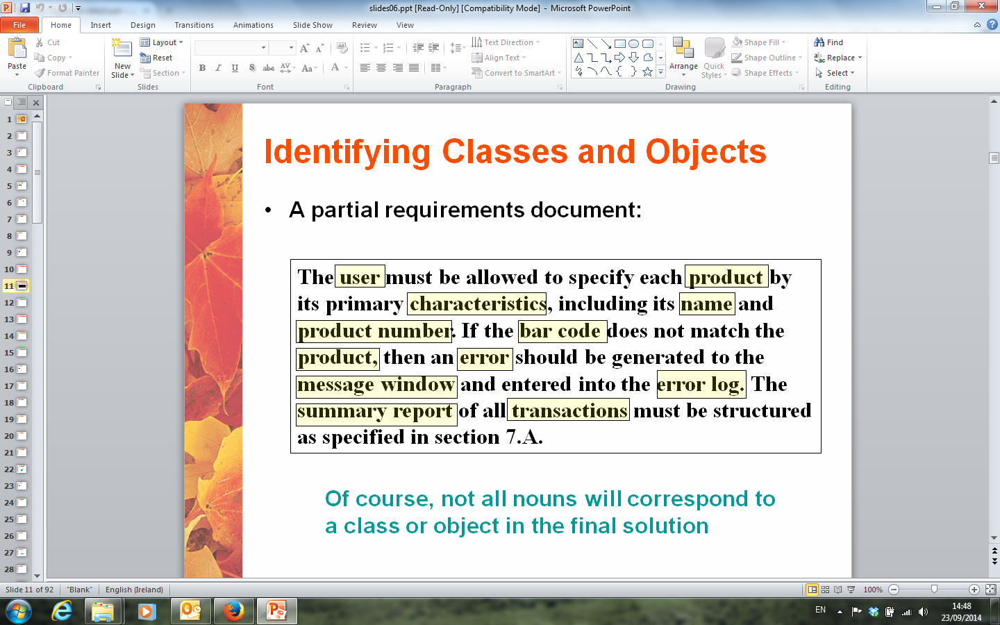 slides06.ppt [Read-Only] [Compatibility Mode] - Microsoft PowerPoint
File Home Insert Design Transitions Animations Slide Show Review View
Paste
Cut
Copy
Format Painter
Clipboard
New Slide
Layout
Reset
Section
Slides
B I U S abc AV Aa A
Font
Text Direction
Align Text
Convert to SmartArt
Paragraph
Arrange
Quick Styles
Shape Fill
Shape Outline
Shape Effects
Drawing
Find
Replace
Select
Editing
1
2
3
4
5
6
7
8
9
10
11
12
13
14
15
16
17
18
19
20
21
22
23
24
25
26
27
28
Identifying Classes and Objects
• A partial requirements document:
The user must be allowed to specify each product by
its primary characteristics, including its name and
product number. If the bar code does not match the
product, then an error should be generated to the
message window and entered into the error log. The
summary report of all transactions must be structured
as specified in section 7.A.
Of course, not all nouns will correspond to
a class or object in the final solution
Slide 11 of 92 "Blank" English (Ireland) 100%
EN 14:48
23/09/2014